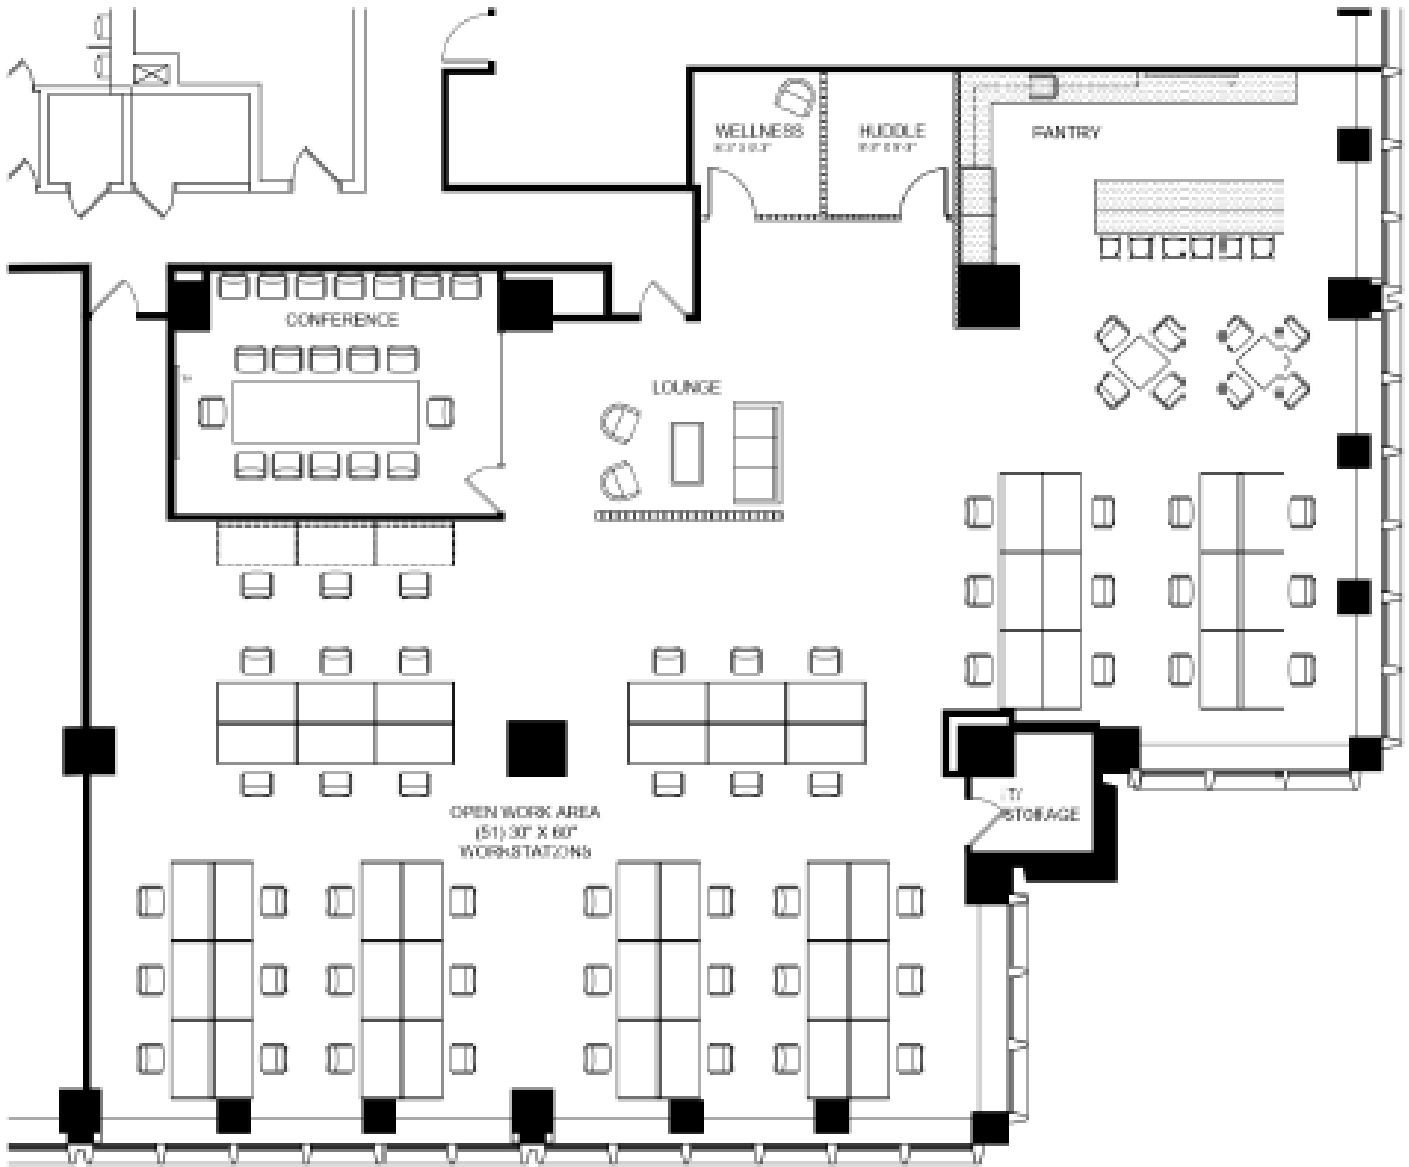 WELLNESS
HUDDLE
PANTRY
CONFERENCE
LOUNGE
OPEN WORK AREA
(51) 30" X 60"
WORKSTATIONS
IT/
STORAGE